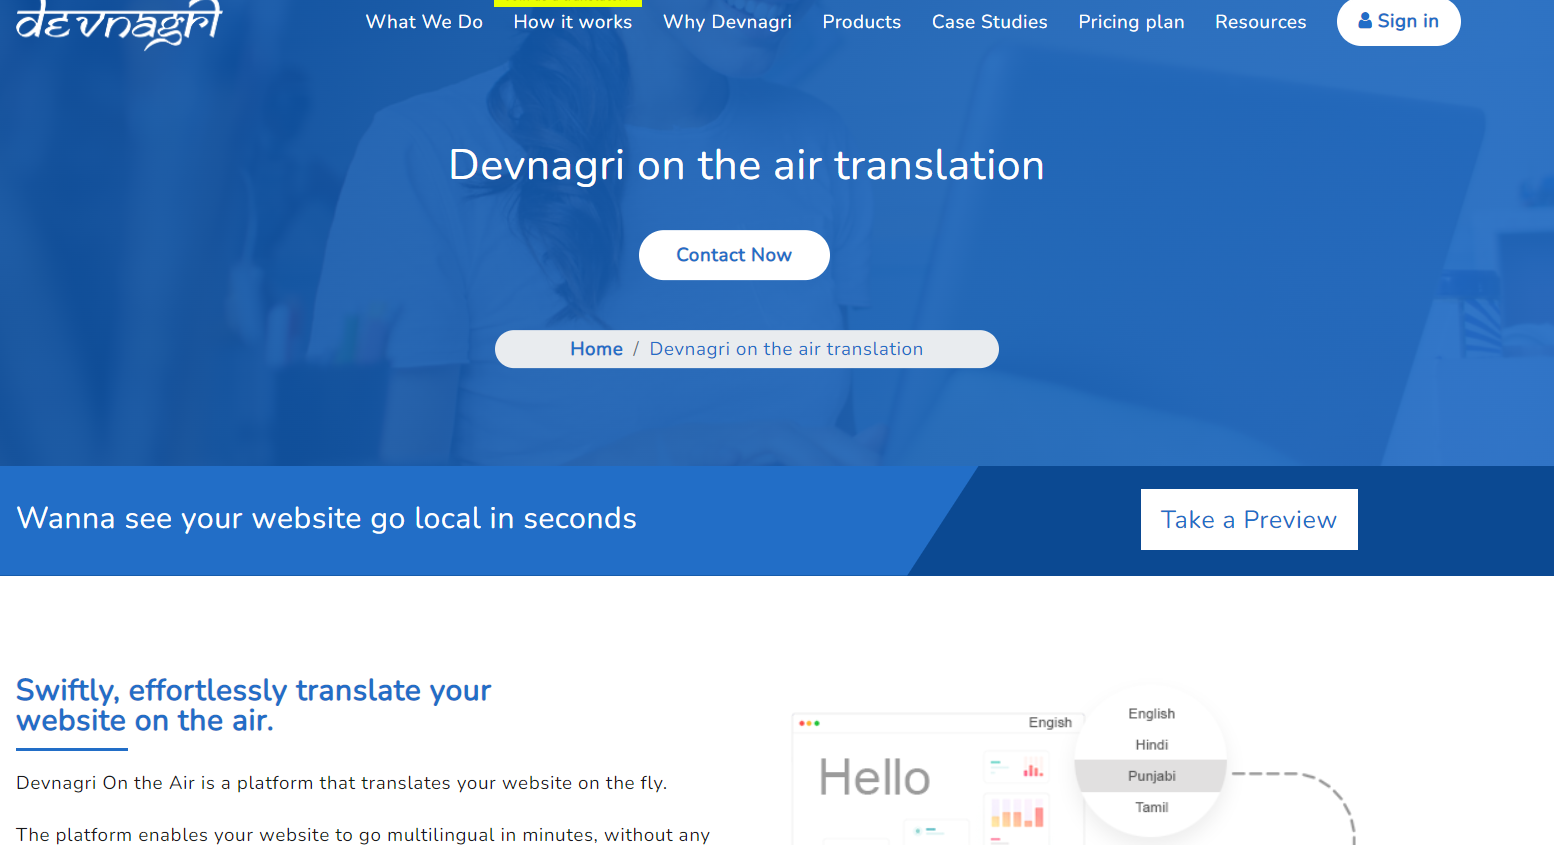 devnagri
What We Do How it works Why Devnagri Products Case Studies Pricing plan Resources Sign in
Devnagri on the air translation
Contact Now
Home / Devnagri on the air translation
Wanna see your website go local in seconds
Take a Preview
Swiftly, effortlessly translate your
website on the air.
Devnagri On the Air is a platform that translates your website on the fly.
The platform enables your website to go multilingual in minutes, without any
Engish
Hello
English
Hindi
Punjabi
Tamil